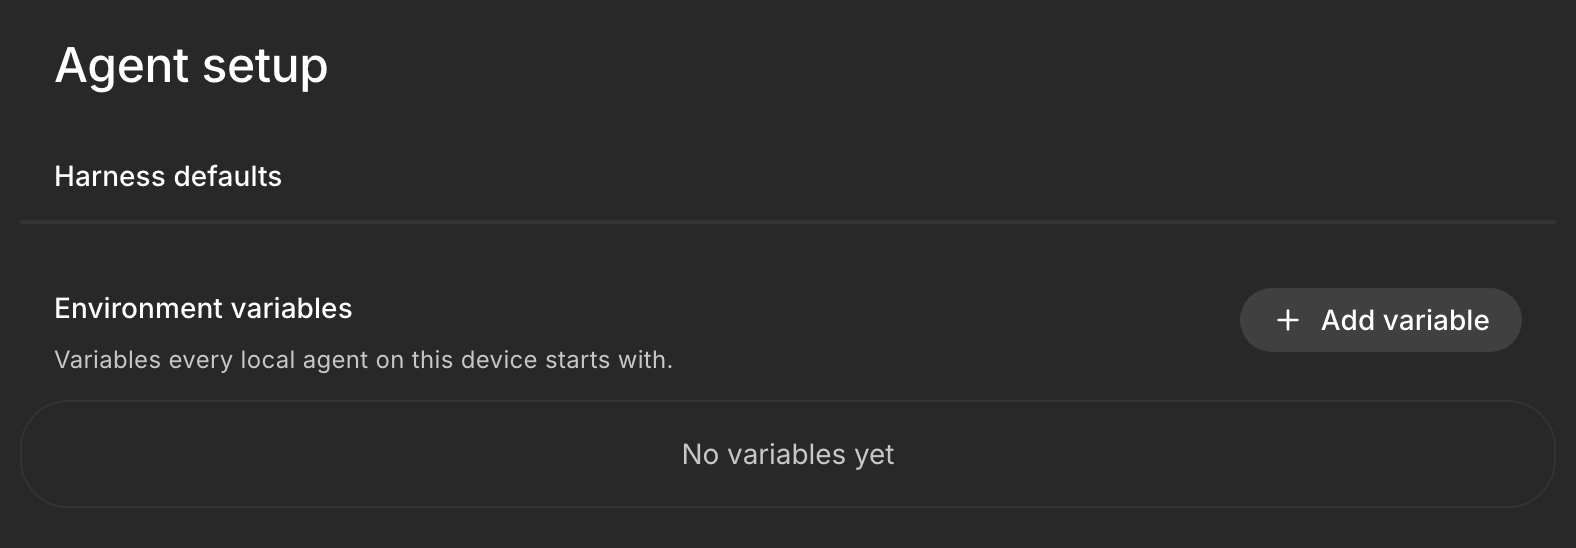 Agent setup
Harness defaults
Environment variables
Add variable
Variables every local agent on this device starts with.
No variables yet